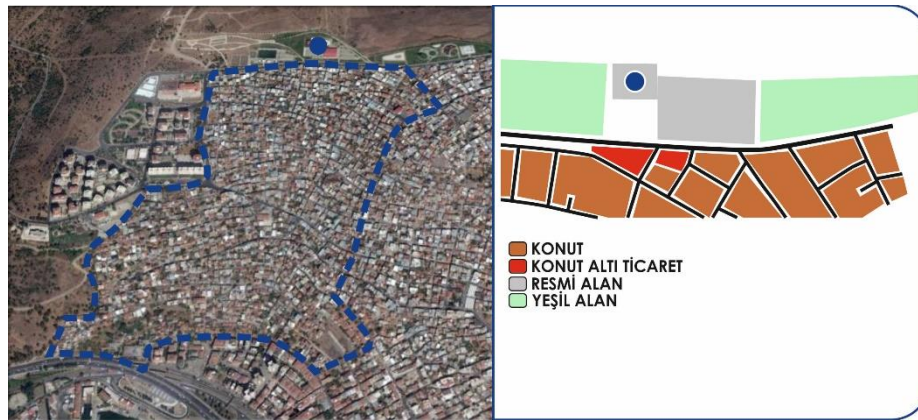 KONUT
KONUT ALTI TİCARET
RESMİ ALAN
YEŞİL ALAN